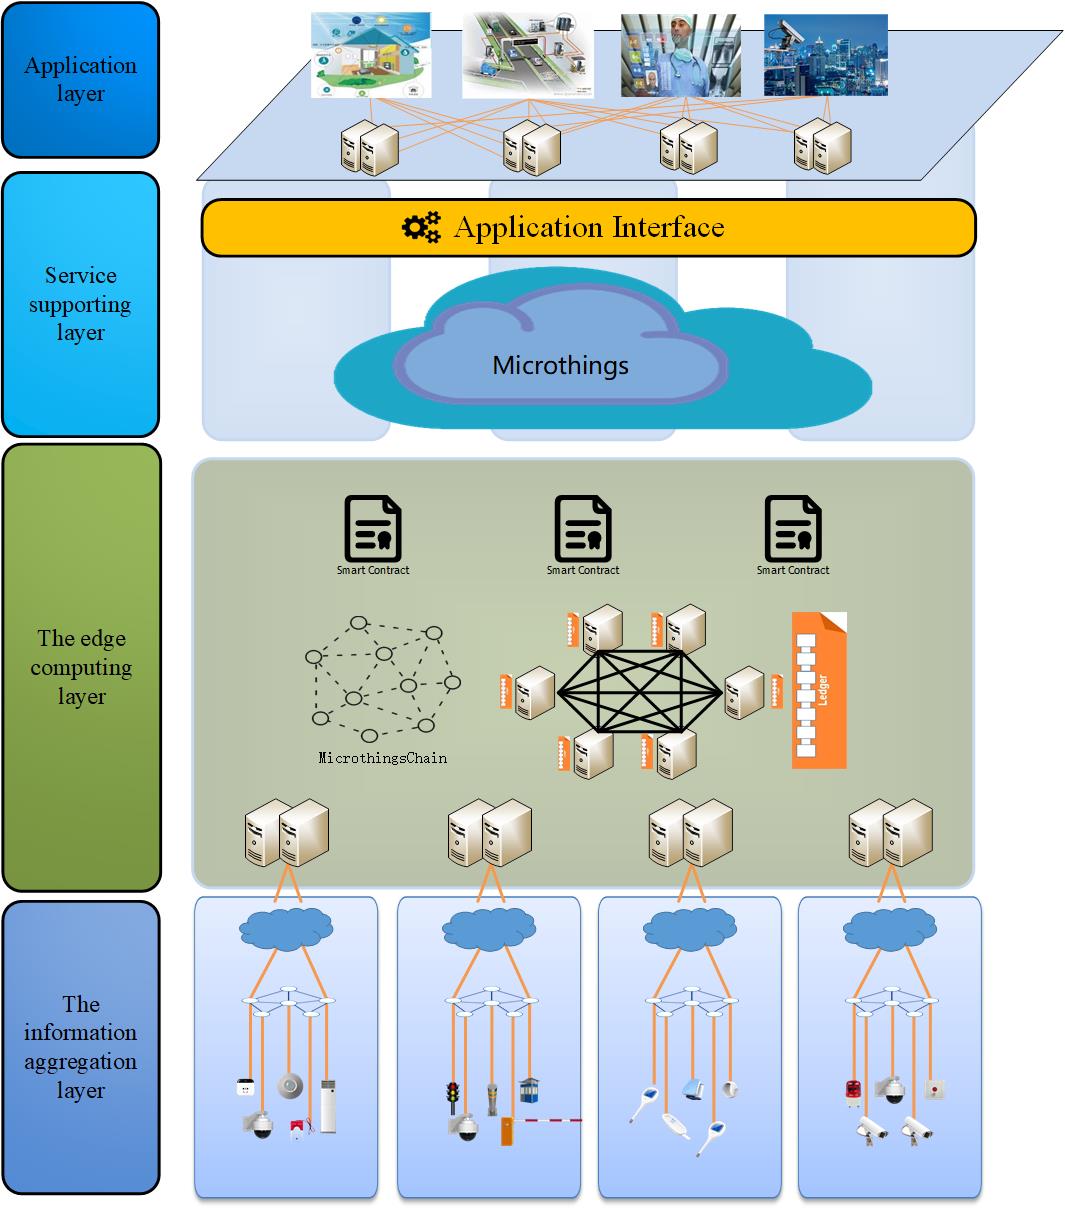 Application
layer
Service
supporting
layer
Application Interface
Microthings
The edge
computing
layer
Smart Contract
Smart Contract
Smart Contract
MicrothingsChain
Ledger
The
information
aggregation
layer